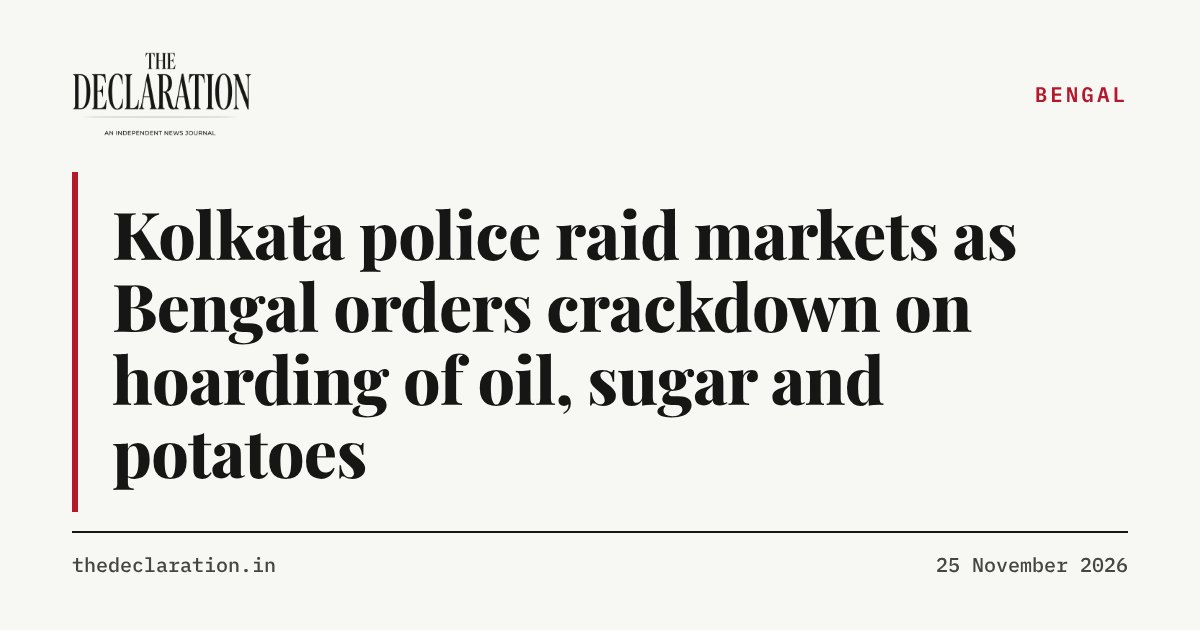 THE
DECLARATION
AN INDEPENDENT NEWS JOURNAL
BENGAL
Kolkata police raid markets as
Bengal orders crackdown on
hoarding of oil, sugar and
potatoes
thedeclaration.in
25 November 2026